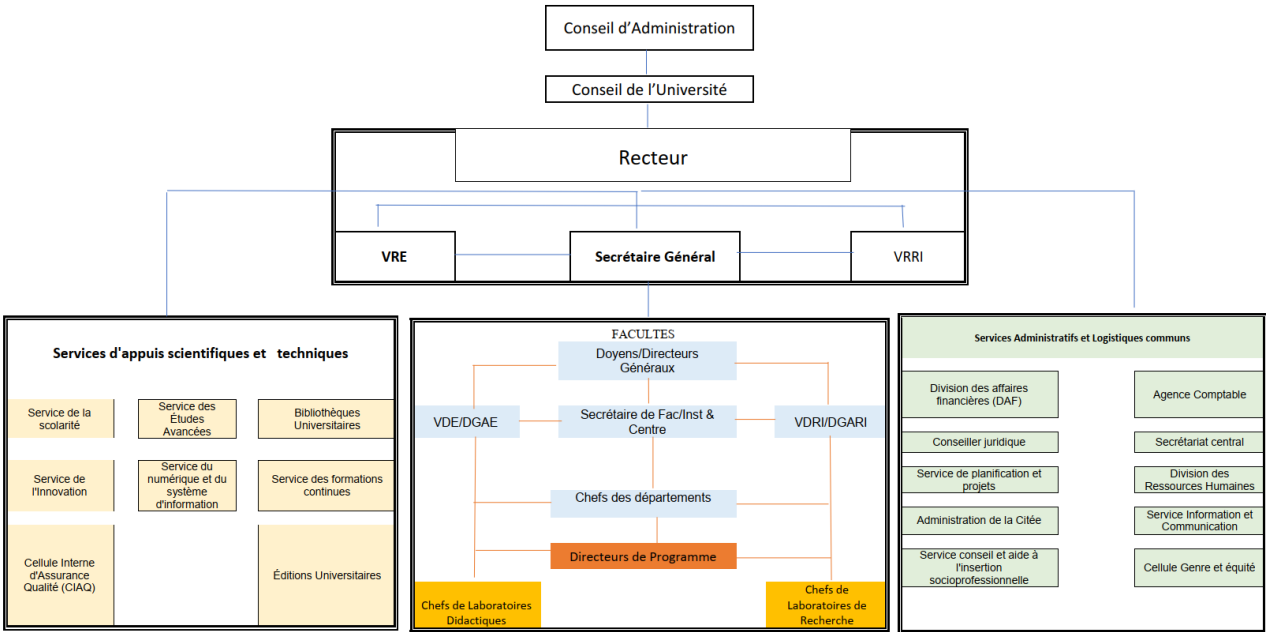 Conseil d'Administration
Conseil de l'Université
Recteur
VRE
Secrétaire Général
VRRI
Services d'appuis scientifiques et techniques
Service de la
scolarité
Service des
Études
Avancées
Bibliothèques
Universitaires
Service de
l'Innovation
Service du
numérique et du
système
d'information
Service des formations
continues
Cellule Interne
d'Assurance
Qualité (CIAQ)
Éditions Universitaires
FACULTES
Doyens/Directeurs
Généraux
VDE/DGAE
Secrétaire de Fac/Inst &
Centre
VDRI/DGARI
Chefs des départements
Directeurs de Programme
Chefs de Laboratoires
Didactiques
Chefs de
Laboratoires de
Recherche
Services Administratifs et Logistiques communs
Division des affaires
financières (DAF)
Agence Comptable
Conseiller juridique
Secrétariat central
Service de planification et
projets
Division des
Ressources Humaines
Administration de la Citée
Service Information et
Communication
Service conseil et aide à
l'insertion
socioprofessionnelle
Cellule Genre et équité